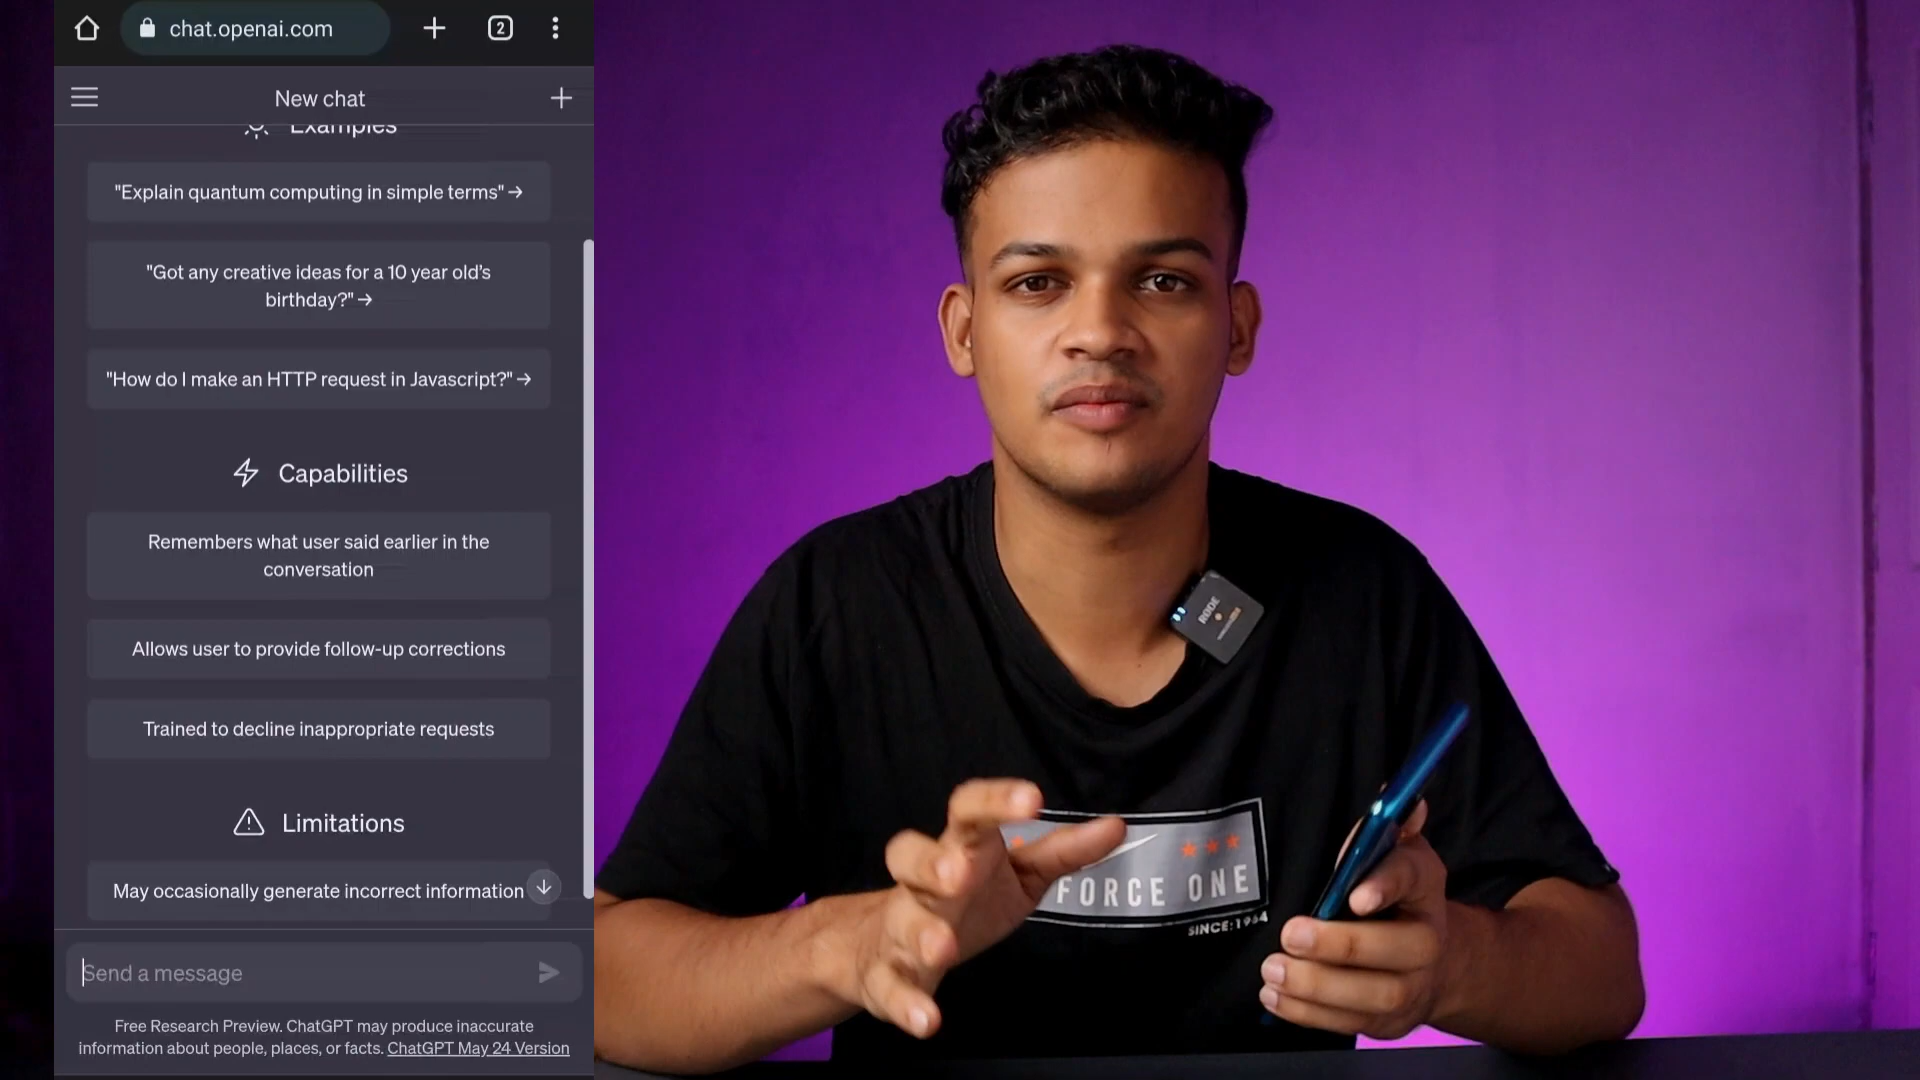 chat.openai.com
2
New chat
Examples
"Explain quantum computing in simple terms" →
"Got any creative ideas for a 10 year old's
birthday?" →
"How do I make an HTTP request in Javascript?" →
Capabilities
Remembers what user said earlier in the
conversation
Allows user to provide follow-up corrections
Trained to decline inappropriate requests
Limitations
May occasionally generate incorrect information
Send a message
Free Research Preview. ChatGPT may produce inaccurate
information about people, places, or facts. ChatGPT May 24 Version
RØDE
FORCE ONE
SINCE:1964